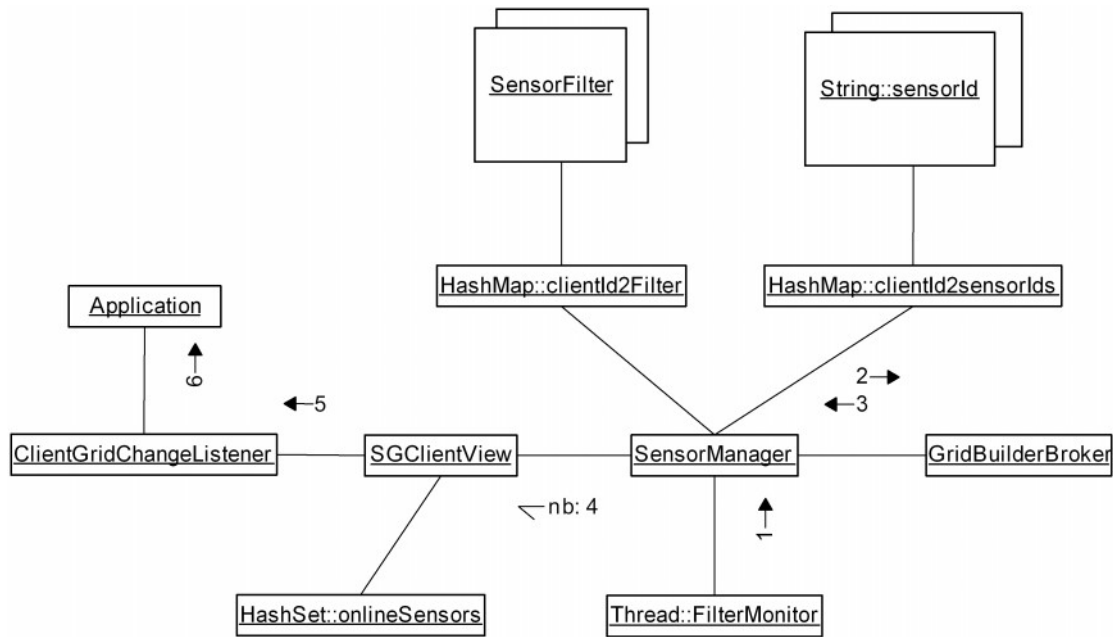 SensorFilter
String::sensorId
HashMap::clientId2Filter
HashMap::clientId2sensorIds
Application
6
2
3
5
ClientGridChangeListener
SGClientView
SensorManager
GridBuilderBroker
nb: 4
1
HashSet::onlineSensors
Thread::FilterMonitor